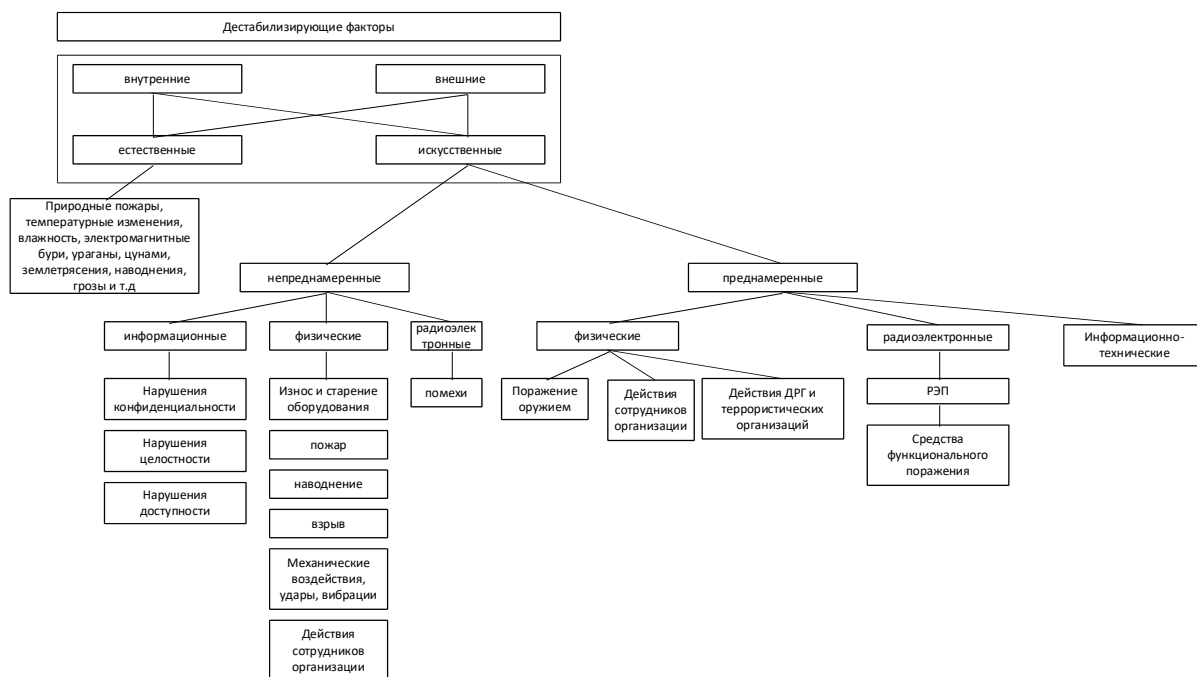 Дестабилизирующие факторы
внутренние
внешние
естественные
искусственные
Природные пожары,
температурные изменения,
влажность, электромагнитные
бури, ураганы, цунами,
землетрясения, наводнения,
грозы и т.д
непреднамеренные
преднамеренные
информационные
физические
радиоэлек
тронные
физические
радиоэлектронные
Информационно-
технические
Нарушения
конфиденциальности
Нарушения
целостности
Нарушения
доступности
Износ и старение
оборудования
пожар
наводнение
взрыв
Механические
воздействия,
удары, вибрации
Действия
сотрудников
организации
помехи
Поражение
оружием
Действия
сотрудников
организации
Действия ДРГ и
террористических
организаций
РЭП
Средства
функционального
поражения